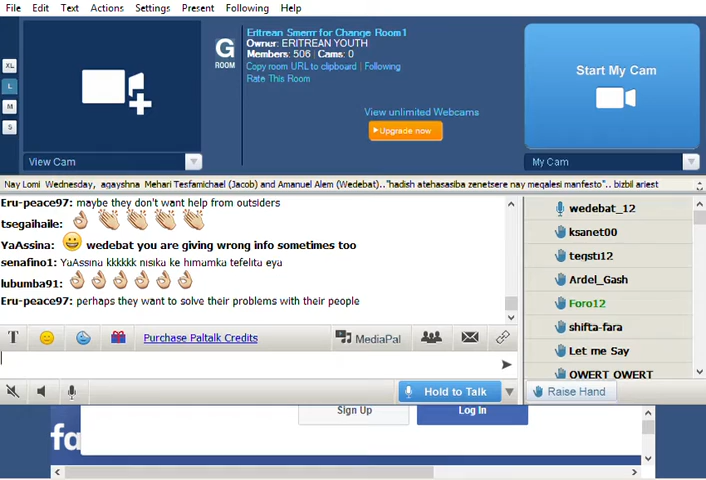 File Edit Text Actions Settings Present Following Help
Eritrean Smerrr for Change Room1
Owner: ERITREAN YOUTH
Members: 506 | Cams: 0
Copy room URL to clipboard | Following
Rate This Room
G
ROOM
XL
L
M
S
View unlimited Webcams
Upgrade now
Start My Cam
View Cam
My Cam
Nay Lomi Wednesday, agayshna Mehari Tesfamichael (Jacob) and Amanuel Alem (Wedebat).."hadish atehasasiba zenetsere nay meqalesi manfesto".. bizbil ariest
Eru-peace97: maybe they don't want help from outsiders
tsegaihaile:
YaAssina: wedebat you are giving wrong info sometimes too
senafino1: YaAssina kkkkkk nisika ke himamka tefelita eya
lubumba91:
Eru-peace97: perhaps they want to solve their problems with their people
wedebat_12
ksanet00
tegsti12
Ardel_Gash
Foro12
shifta-fara
Let me Say
OWERT OWERT
T
Purchase Paltalk Credits
MediaPal
Hold to Talk
Raise Hand
Sign Up
Log In
fa